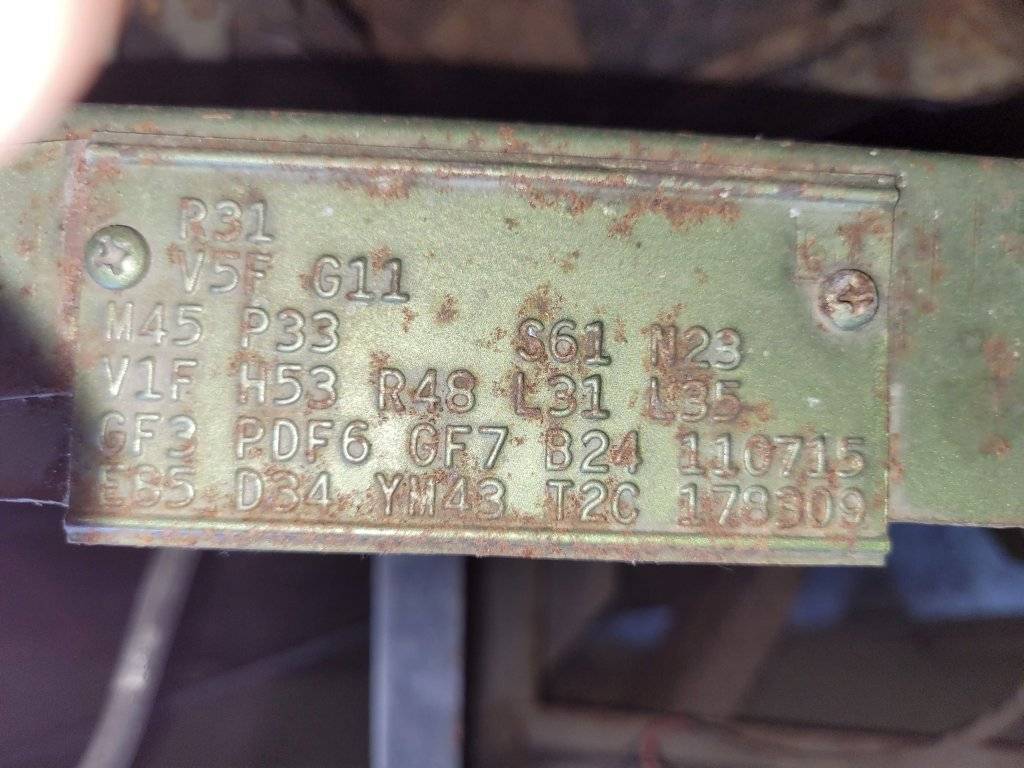 R31
V5F G11
M45 P33 S61 N23
V1F H53 R48 L31 L35
GF3 PDF6 GF7 B24 110715
E85 D34 YM43 T2C 178309